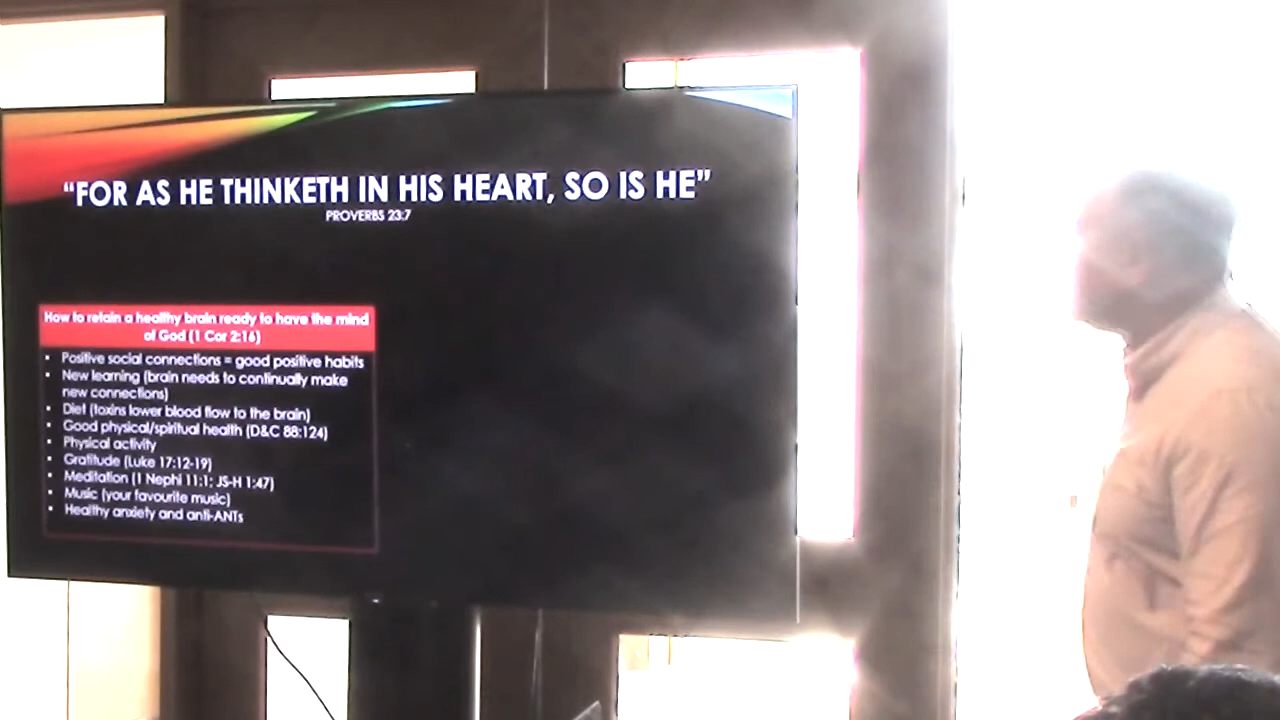 “FOR AS HE THINKETH IN HIS HEART, SO IS HE”
PROVERBS 23:7
How to retain a healthy brain ready to have the mind
of God (1 Cor 2:16)
• Positive social connections = good positive habits
• New learning (brain needs to continually make
new connections)
• Diet (toxins lower blood flow to the brain)
• Good physical/spiritual health (D&C 88:124)
• Physical activity
• Gratitude (Luke 17:12-19)
• Meditation (1 Nephi 11:1; JS-H 1:47)
• Music (your favourite music)
• Healthy anxiety and anti-ANTs